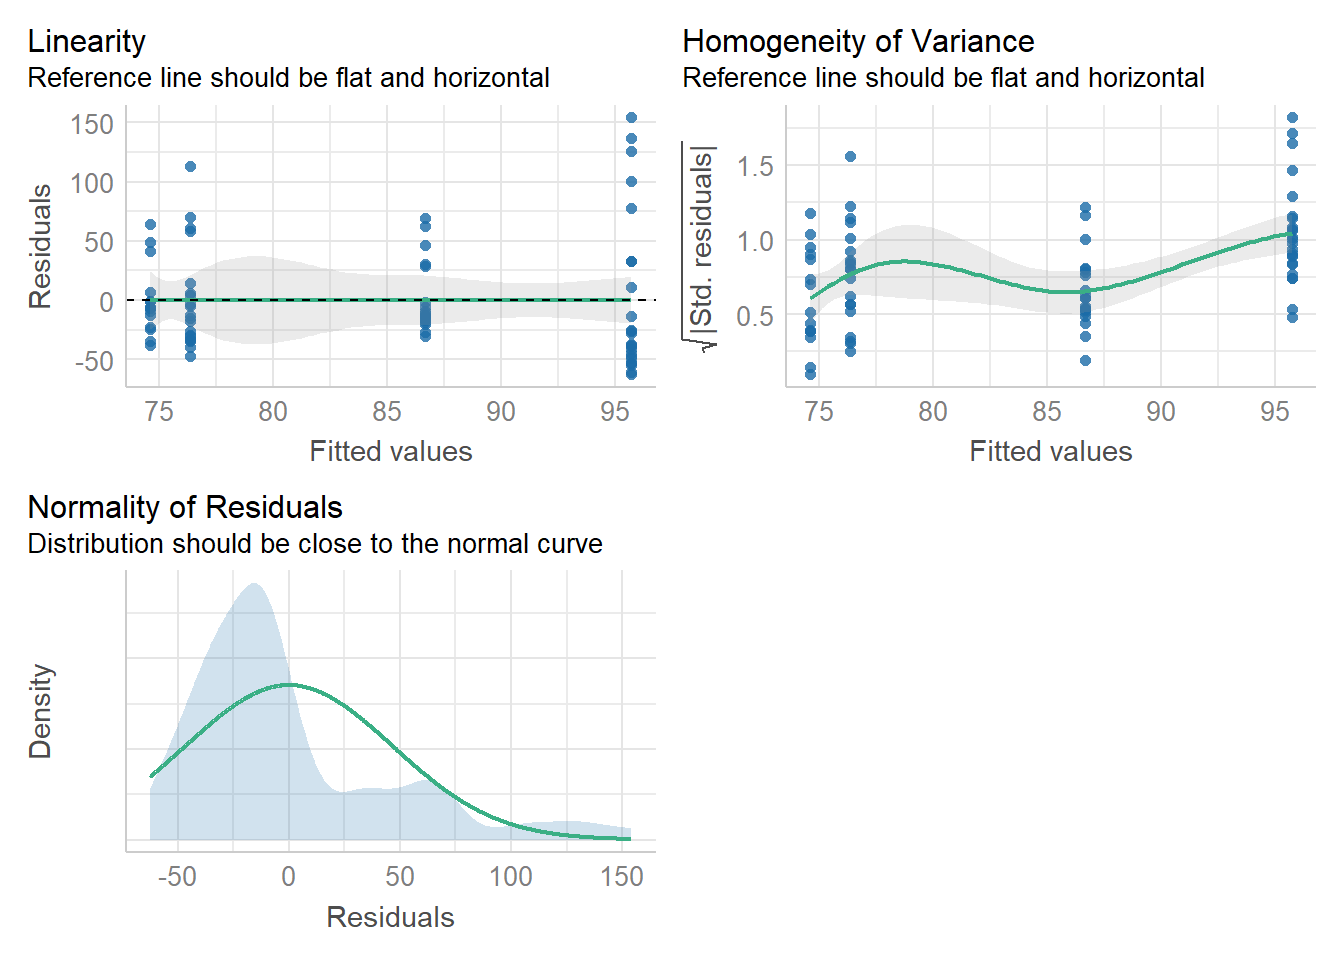 Linearity
Reference line should be flat and horizontal
150
100
50
0
-50
Residuals
75 80 85 90 95
Fitted values
Homogeneity of Variance
Reference line should be flat and horizontal
1.5
1.0
0.5
√|Std. residuals|
75 80 85 90 95
Fitted values
Normality of Residuals
Distribution should be close to the normal curve
Density
-50 0 50 100 150
Residuals